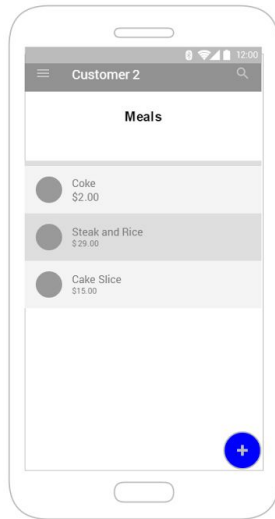 12:00
Customer 2
Meals
Coke
$2.00
Steak and Rice
$29.00
Cake Slice
$15.00
+